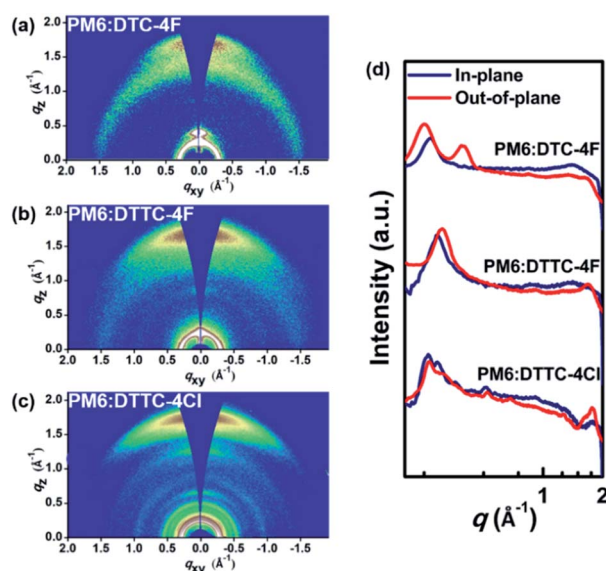 (a) PM6:DTC-4F
2.0
1.5
1.0
0.5
0.0
qz (Å⁻¹)
2.0 1.5 1.0 0.5 0.0 -0.5 -1.0 -1.5
qxy (Å⁻¹)
(b) PM6:DTTC-4F
2.0
1.5
1.0
0.5
0.0
qz (Å⁻¹)
2.0 1.5 1.0 0.5 0.0 -0.5 -1.0 -1.5
qxy (Å⁻¹)
(c) PM6:DTTC-4Cl
2.0
1.5
1.0
0.5
0.0
qz (Å⁻¹)
2.0 1.5 1.0 0.5 0.0 -0.5 -1.0 -1.5
qxy (Å⁻¹)
(d)
In-plane
Out-of-plane
PM6:DTC-4F
PM6:DTTC-4F
PM6:DTTC-4Cl
Intensity (a.u.)
1 2
q (Å⁻¹)